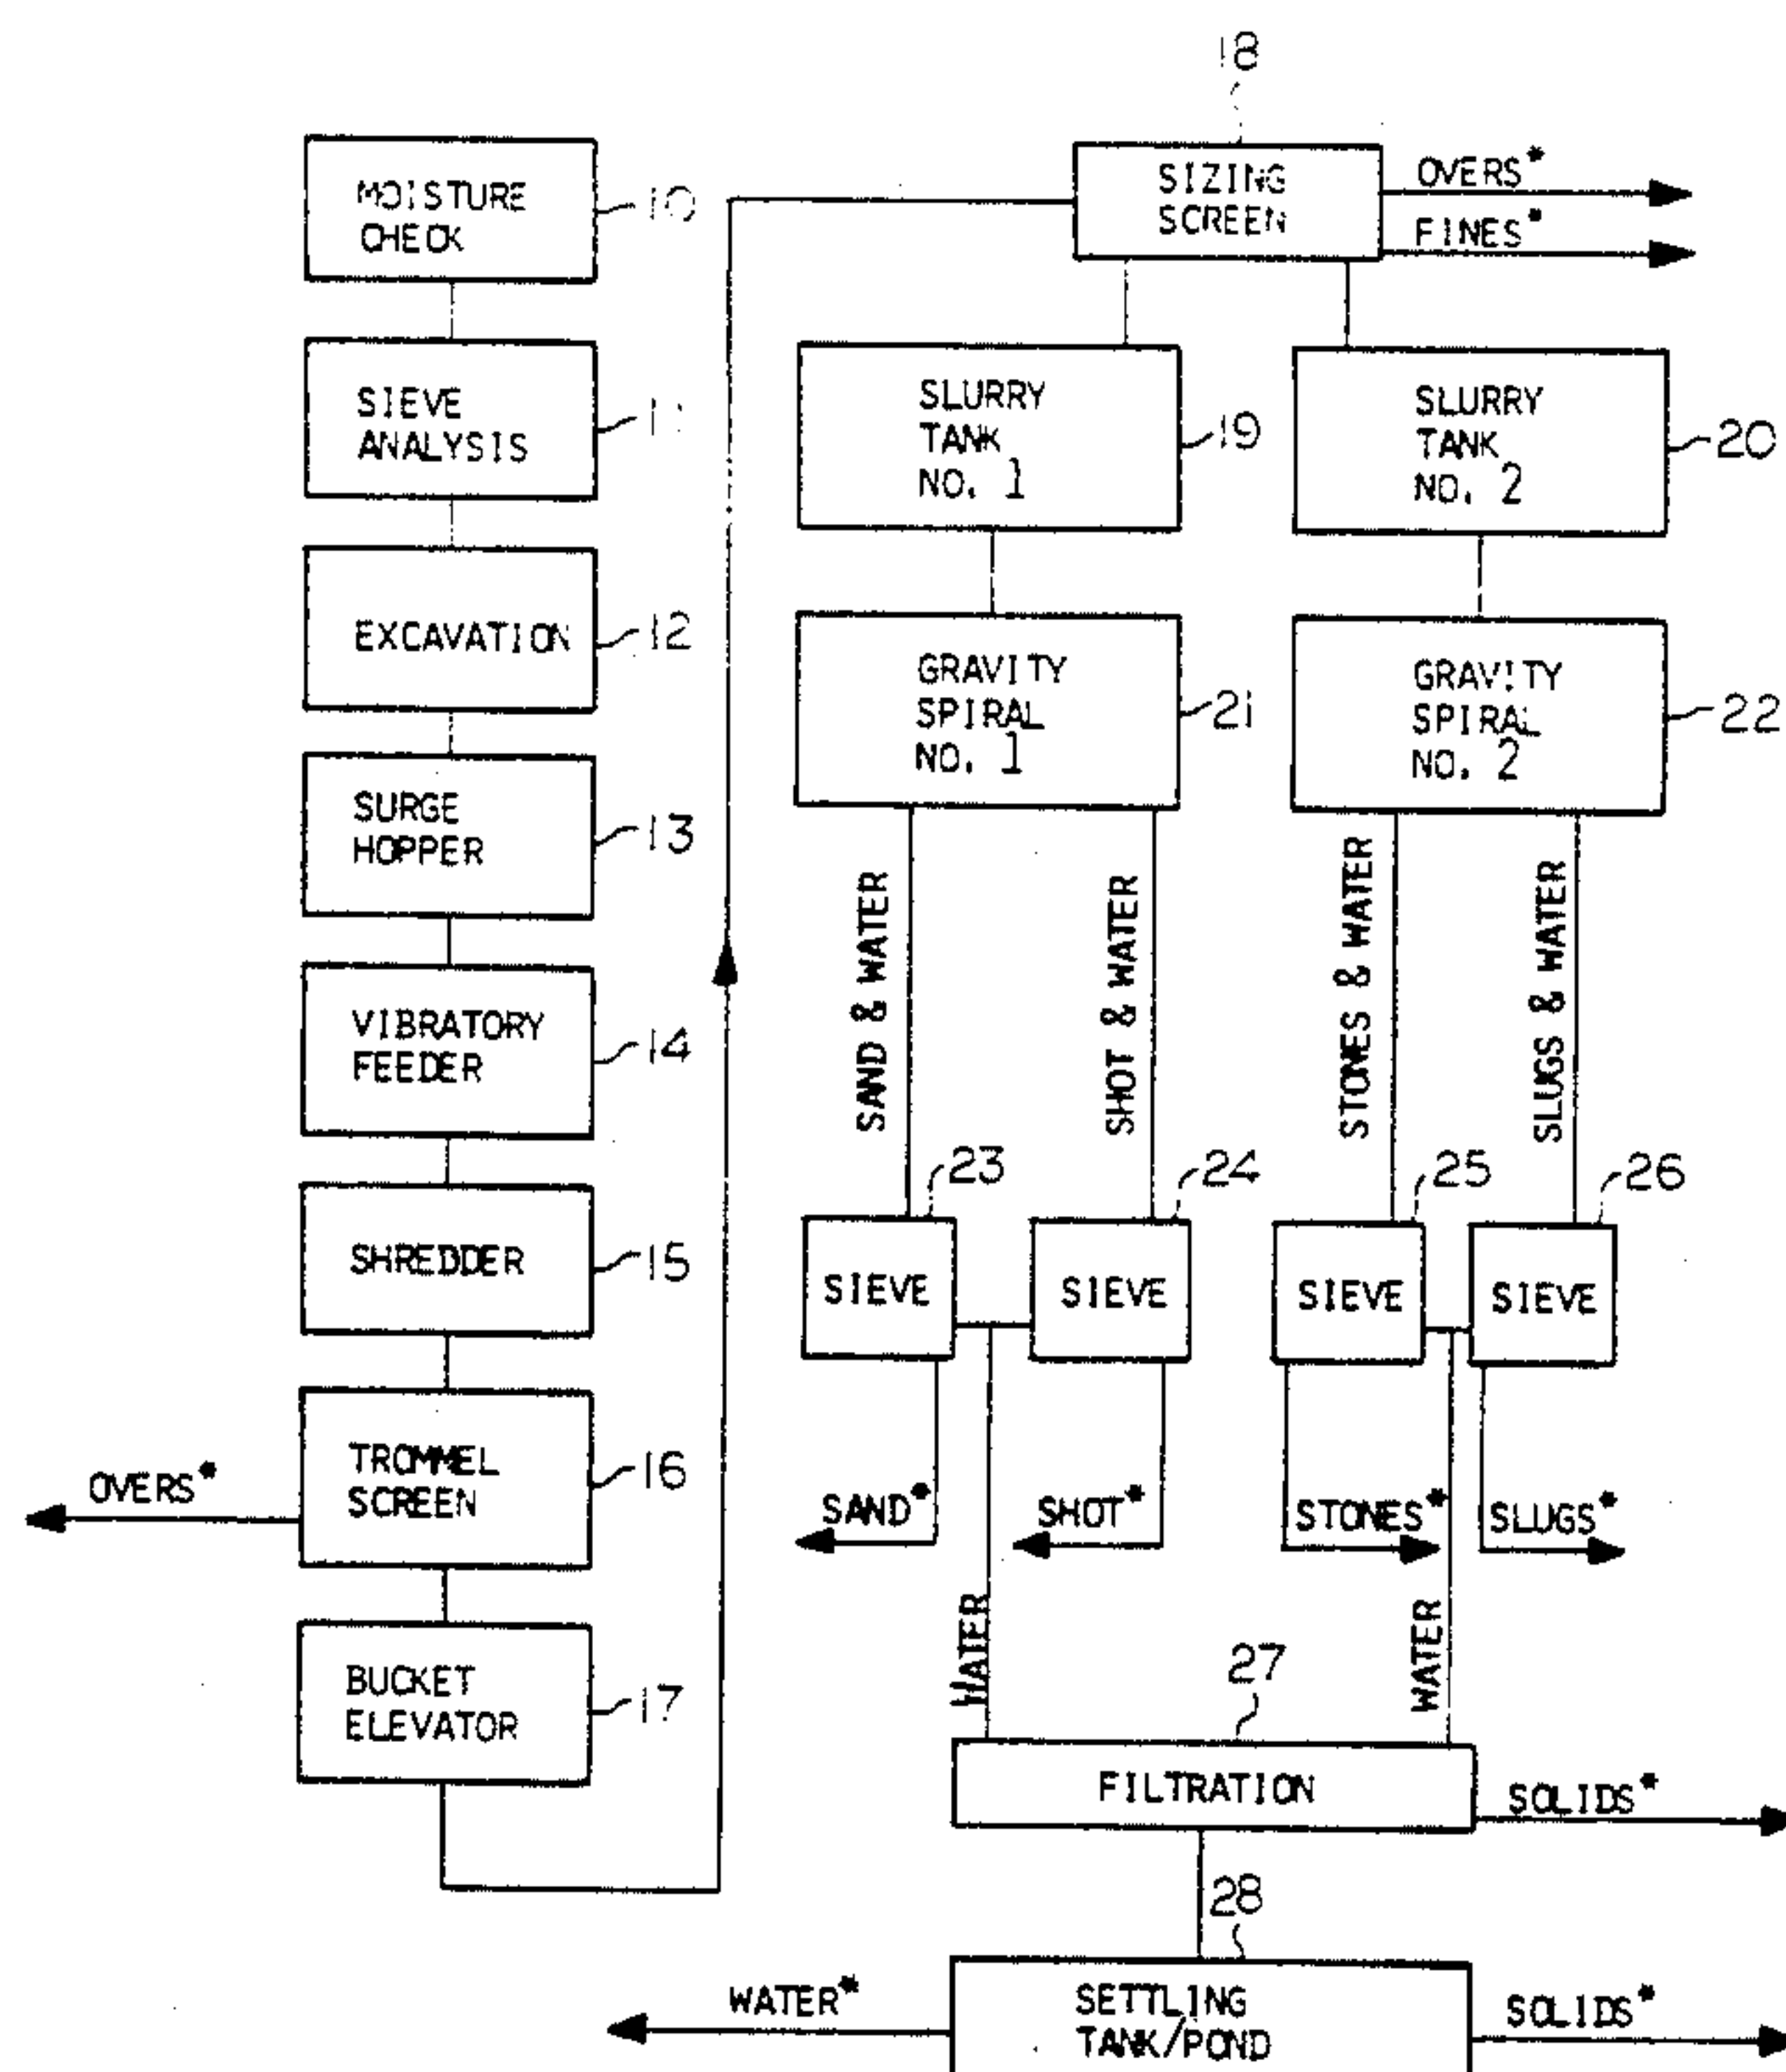 MOISTURE
CHECK
10
SIEVE
ANALYSIS
EXCAVATION
12
SURGE
HOPPER
13
VIBRATORY
FEEDER
14
SHREDDER
15
TROMMEL
SCREEN
16
OVERS*
BUCKET
ELEVATOR
17
18
SIZING
SCREEN
OVERS*
FINES*
SLURRY
TANK
NO. 1
19
SLURRY
TANK
NO. 2
20
GRAVITY
SPIRAL
NO. 1
21
GRAVITY
SPIRAL
NO. 2
22
SAND & WATER
SHOT & WATER
STONES & WATER
SLUGS & WATER
23
SIEVE
24
SIEVE
25
SIEVE
26
SIEVE
SAND*
SHOT*
STONES*
SLUGS*
WATER
WATER
27
FILTRATION
SOLIDS*
28
WATER*
SETTLING
TANK/POND
SOLIDS*